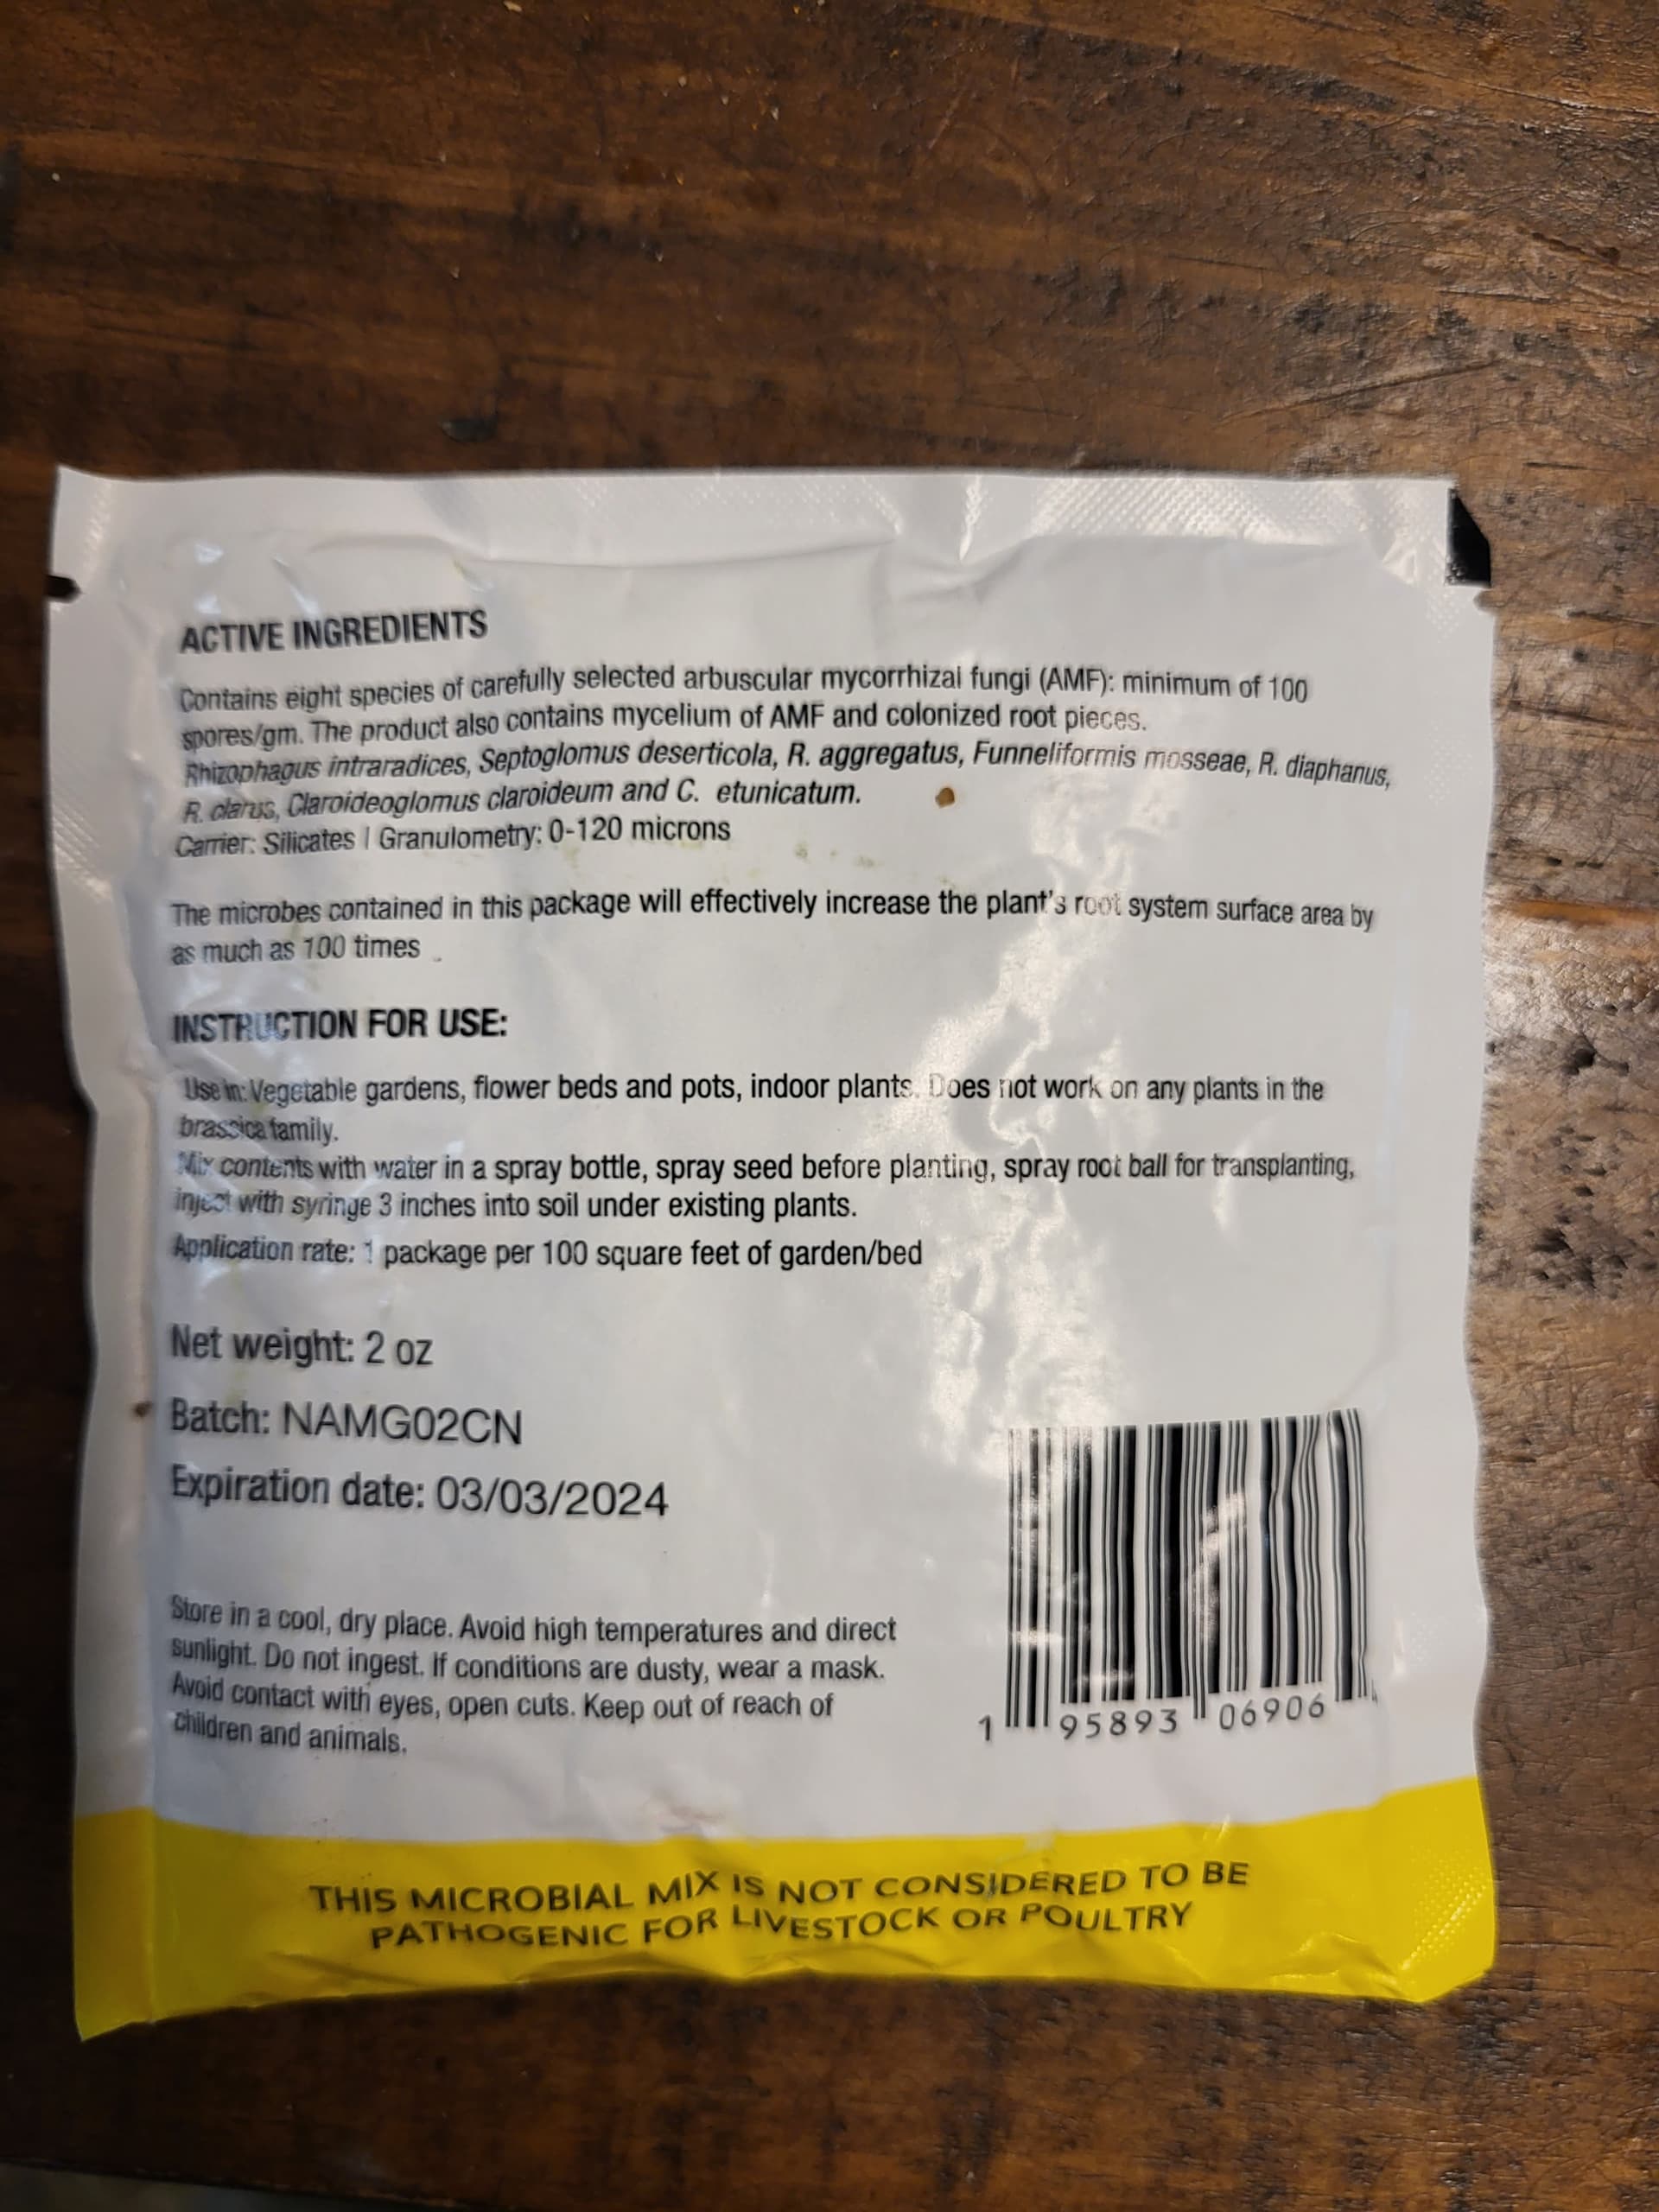 ACTIVE INGREDIENTS
Contains eight species of carefully selected arbuscular mycorrhizal fungi (AMF): minimum of 100
spores/gm. The product also contains mycelium of AMF and colonized root pieces.
Rhizophagus intraradices, Septoglomus deserticola, R. aggregatus, Funneliformis mosseae, R. diaphanus,
R. clarus, Claroideoglomus claroideum and C. etunicatum.
Carrier: Silicates | Granulometry: 0-120 microns
The microbes contained in this package will effectively increase the plant's root system surface area by
as much as 100 times
INSTRUCTION FOR USE:
Use in: Vegetable gardens, flower beds and pots, indoor plants. Does not work on any plants in the
brassica family.
Mix contents with water in a spray bottle, spray seed before planting, spray root ball for transplanting,
inject with syringe 3 inches into soil under existing plants.
Application rate: 1 package per 100 square feet of garden/bed
Net weight: 2 oz
Batch: NAMG02CN
Expiration date: 03/03/2024
Store in a cool, dry place. Avoid high temperatures and direct
sunlight. Do not ingest. If conditions are dusty, wear a mask.
Avoid contact with eyes, open cuts. Keep out of reach of
children and animals.
1 95893 06906
THIS MICROBIAL MIX IS NOT CONSIDERED TO BE
PATHOGENIC FOR LIVESTOCK OR POULTRY